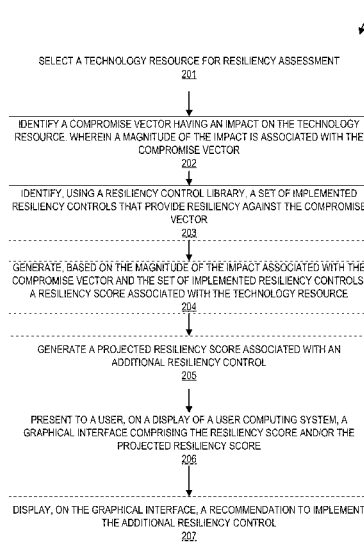 SELECT A TECHNOLOGY RESOURCE FOR RESILIENCY ASSESSMENT
201
IDENTIFY A COMPROMISE VECTOR HAVING AN IMPACT ON THE TECHNOLOGY
RESOURCE, WHEREIN A MAGNITUDE OF THE IMPACT IS ASSOCIATED WITH THE
COMPROMISE VECTOR
202
IDENTIFY, USING A RESILIENCY CONTROL LIBRARY, A SET OF IMPLEMENTED
RESILIENCY CONTROLS THAT PROVIDE RESILIENCY AGAINST THE COMPROMISE
VECTOR
203
GENERATE, BASED ON THE MAGNITUDE OF THE IMPACT ASSOCIATED WITH THE
COMPROMISE VECTOR AND THE SET OF IMPLEMENTED RESILIENCY CONTROLS
A RESILIENCY SCORE ASSOCIATED WITH THE TECHNOLOGY RESOURCE
204
GENERATE A PROJECTED RESILIENCY SCORE ASSOCIATED WITH AN
ADDITIONAL RESILIENCY CONTROL
205
PRESENT TO A USER, ON A DISPLAY OF A USER COMPUTING SYSTEM, A
GRAPHICAL INTERFACE COMPRISING THE RESILIENCY SCORE AND/OR THE
PROJECTED RESILIENCY SCORE
206
DISPLAY, ON THE GRAPHICAL INTERFACE, A RECOMMENDATION TO IMPLEMENT
THE ADDITIONAL RESILIENCY CONTROL
207